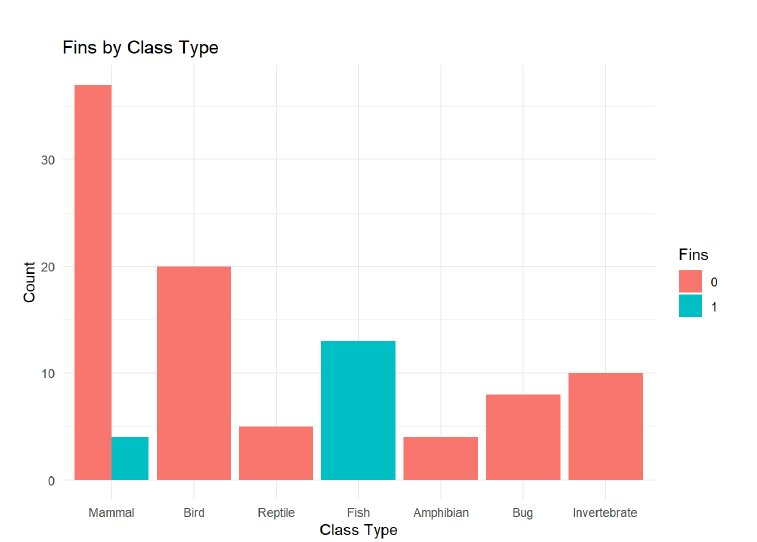 Fins by Class Type
Count
30
20
10
0
Mammal Bird Reptile Fish Amphibian Bug Invertebrate
Class Type
Fins
0
1